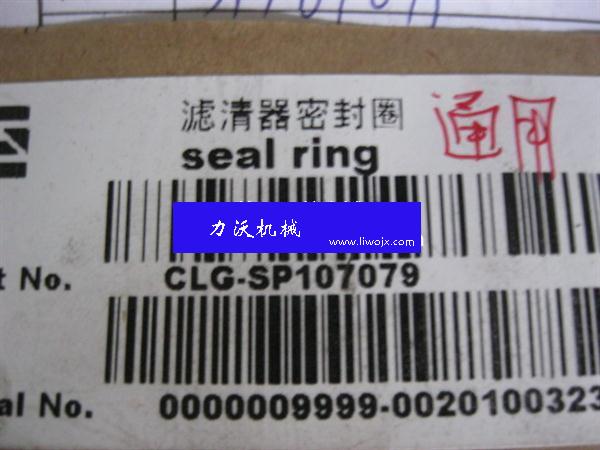 滤清器密封圈
通用
seal ring
力沃机械
www.liwojx.com
t No. CLG-SP107079
al No. 0000009999-0020100323